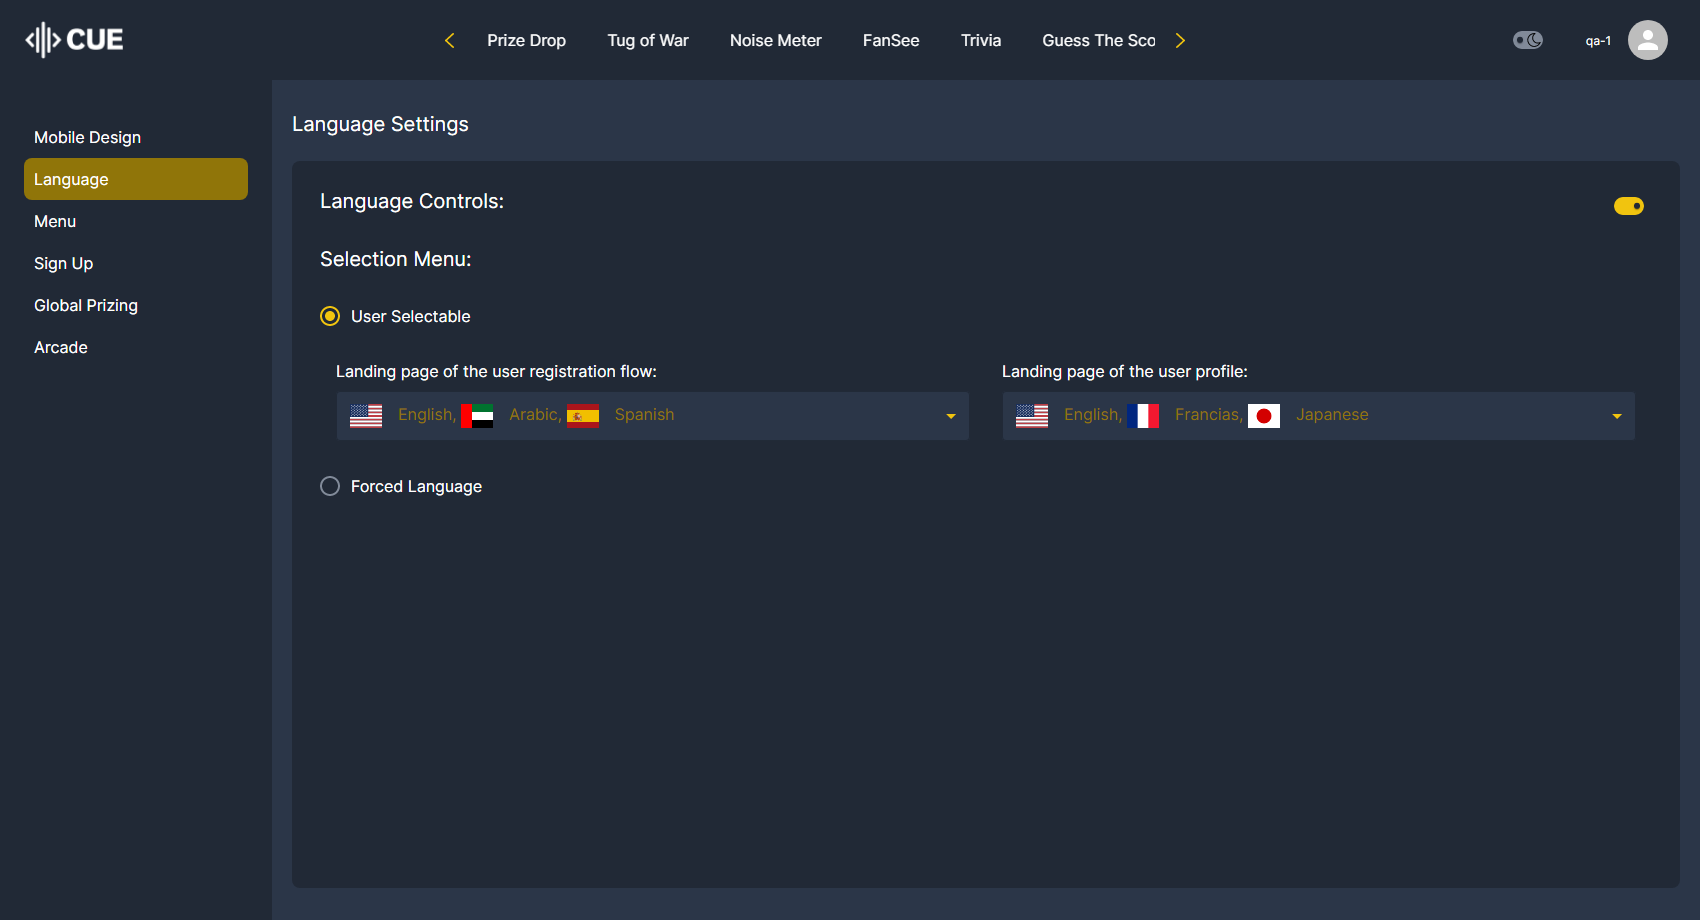 CUE
Prize Drop Tug of War Noise Meter FanSee Trivia Guess The Sco
qa-1
Mobile Design
Language
Menu
Sign Up
Global Prizing
Arcade
Language Settings
Language Controls:
Selection Menu:
User Selectable
Landing page of the user registration flow:
English, Arabic, Spanish
Landing page of the user profile:
English, Francias, Japanese
Forced Language